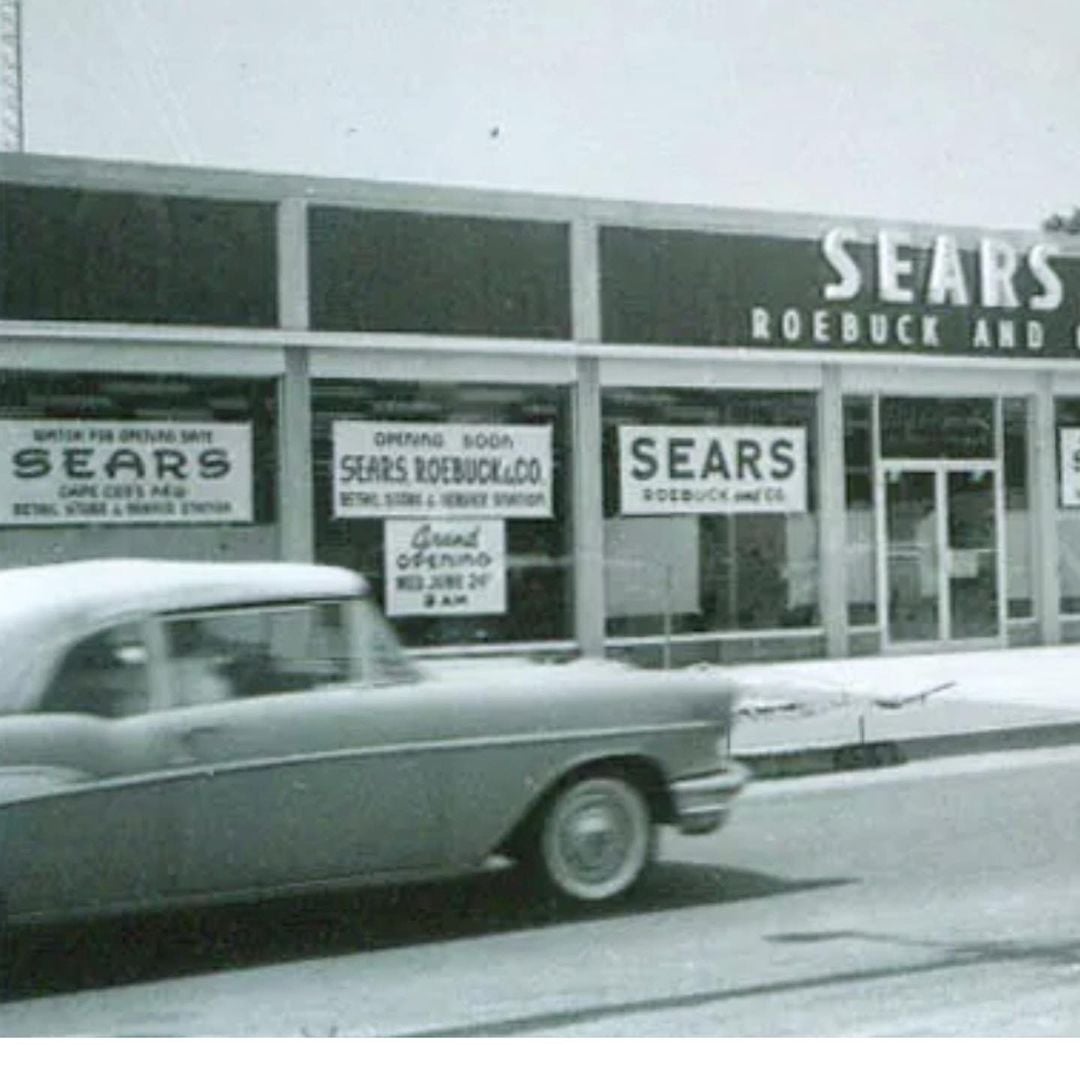 SEARS
ROEBUCK AND
WATCH FOR OPENING DATE
SEARS
CAPE COD'S NEW
RETAIL STORE & SERVICE STATION
OPENING SOON
SEARS, ROEBUCK & CO.
RETAIL STORE & SERVICE STATION
Grand
OPENING
WED. JUNE 24
9 AM
SEARS
ROEBUCK AND CO.
S